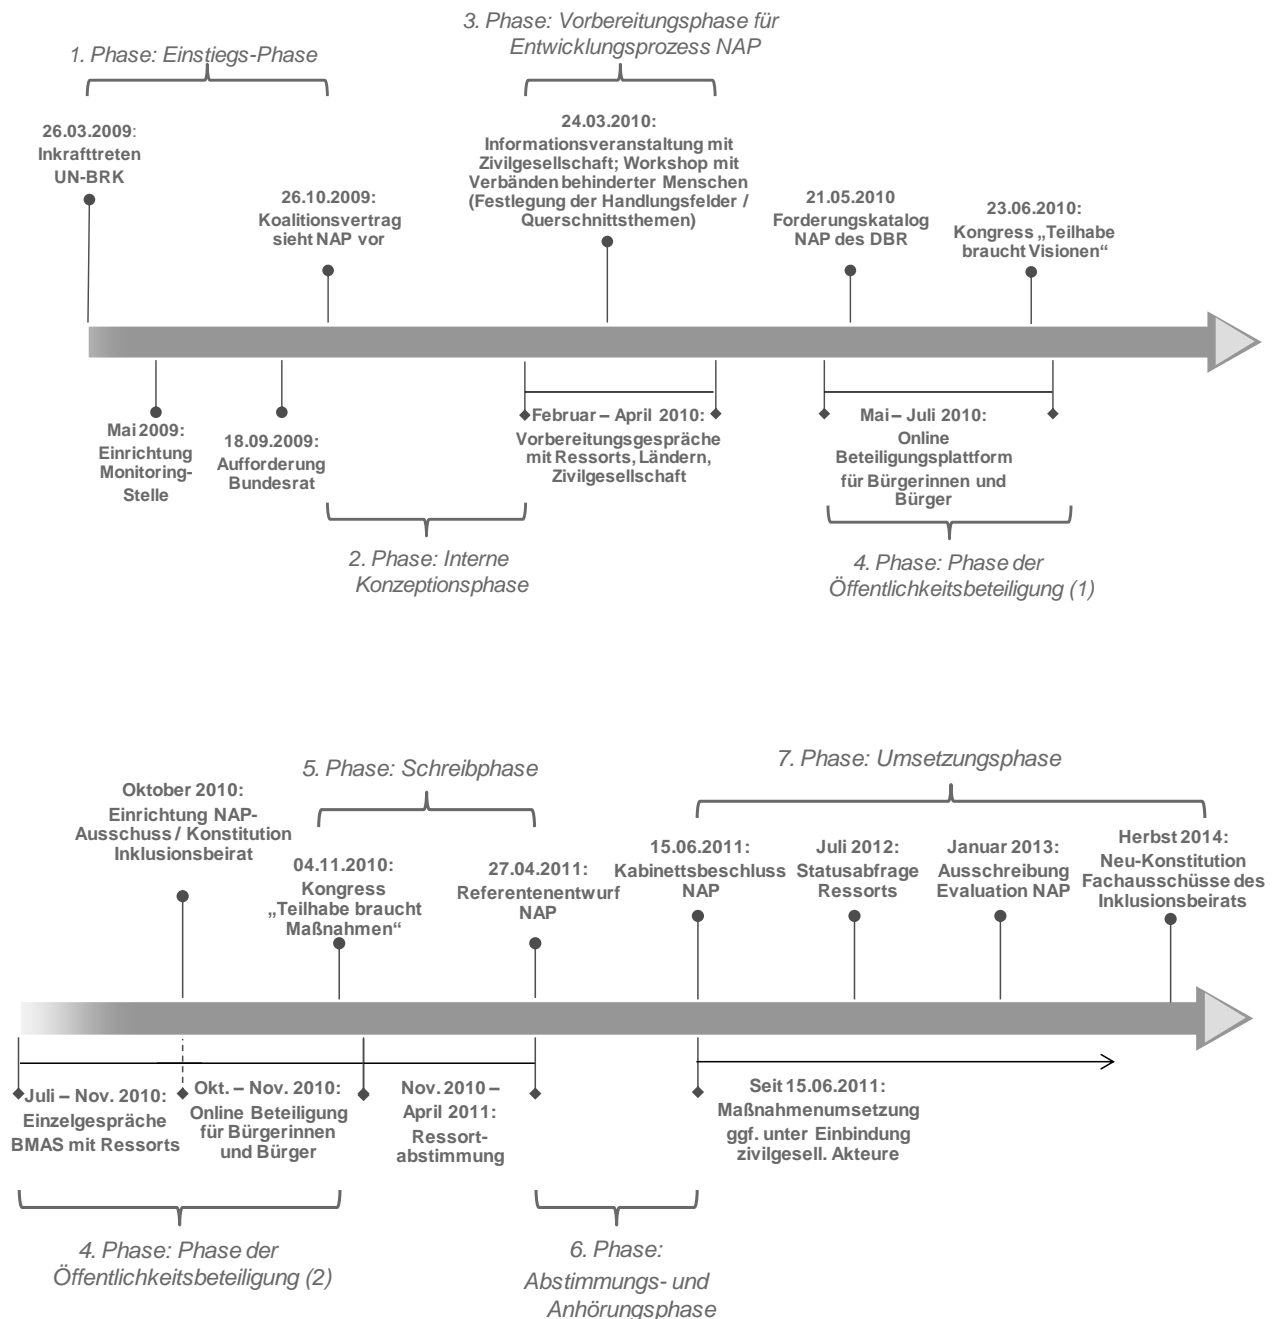 3. Phase: Vorbereitungsphase für
Entwicklungsprozess NAP
1. Phase: Einstiegs-Phase
26.03.2009:
Inkrafttreten
UN-BRK
26.10.2009:
Koalitionsvertrag
sieht NAP vor
24.03.2010:
Informationsveranstaltung mit
Zivilgesellschaft; Workshop mit
Verbänden behinderter Menschen
(Festlegung der Handlungsfelder /
Querschnittsthemen)
21.05.2010
Forderungskatalog
NAP des DBR
23.06.2010:
Kongress „Teilhabe
braucht Visionen“
Mai 2009:
Einrichtung
Monitoring-
Stelle
18.09.2009:
Aufforderung
Bundesrat
Februar – April 2010:
Vorbereitungsgespräche
mit Ressorts, Ländern,
Zivilgesellschaft
Mai – Juli 2010:
Online
Beteiligungsplattform
für Bürgerinnen und
Bürger
2. Phase: Interne
Konzeptionsphase
4. Phase: Phase der
Öffentlichkeitsbeteiligung (1)
5. Phase: Schreibphase
7. Phase: Umsetzungsphase
Oktober 2010:
Einrichtung NAP-
Ausschuss / Konstitution
Inklusionsbeirat
04.11.2010:
Kongress
„Teilhabe braucht
Maßnahmen“
27.04.2011:
Referentenentwurf
NAP
15.06.2011:
Kabinettsbeschluss
NAP
Juli 2012:
Statusabfrage
Ressorts
Januar 2013:
Ausschreibung
Evaluation NAP
Herbst 2014:
Neu-Konstitution
Fachausschüsse des
Inklusionsbeirats
Juli – Nov. 2010:
Einzelgespräche
BMAS mit Ressorts
Okt. – Nov. 2010:
Online Beteiligung
für Bürgerinnen
und Bürger
Nov. 2010 –
April 2011:
Ressort-
abstimmung
Seit 15.06.2011:
Maßnahmenumsetzung
ggf. unter Einbindung
zivilgesell. Akteure
4. Phase: Phase der
Öffentlichkeitsbeteiligung (2)
6. Phase:
Abstimmungs- und
Anhörungsphase